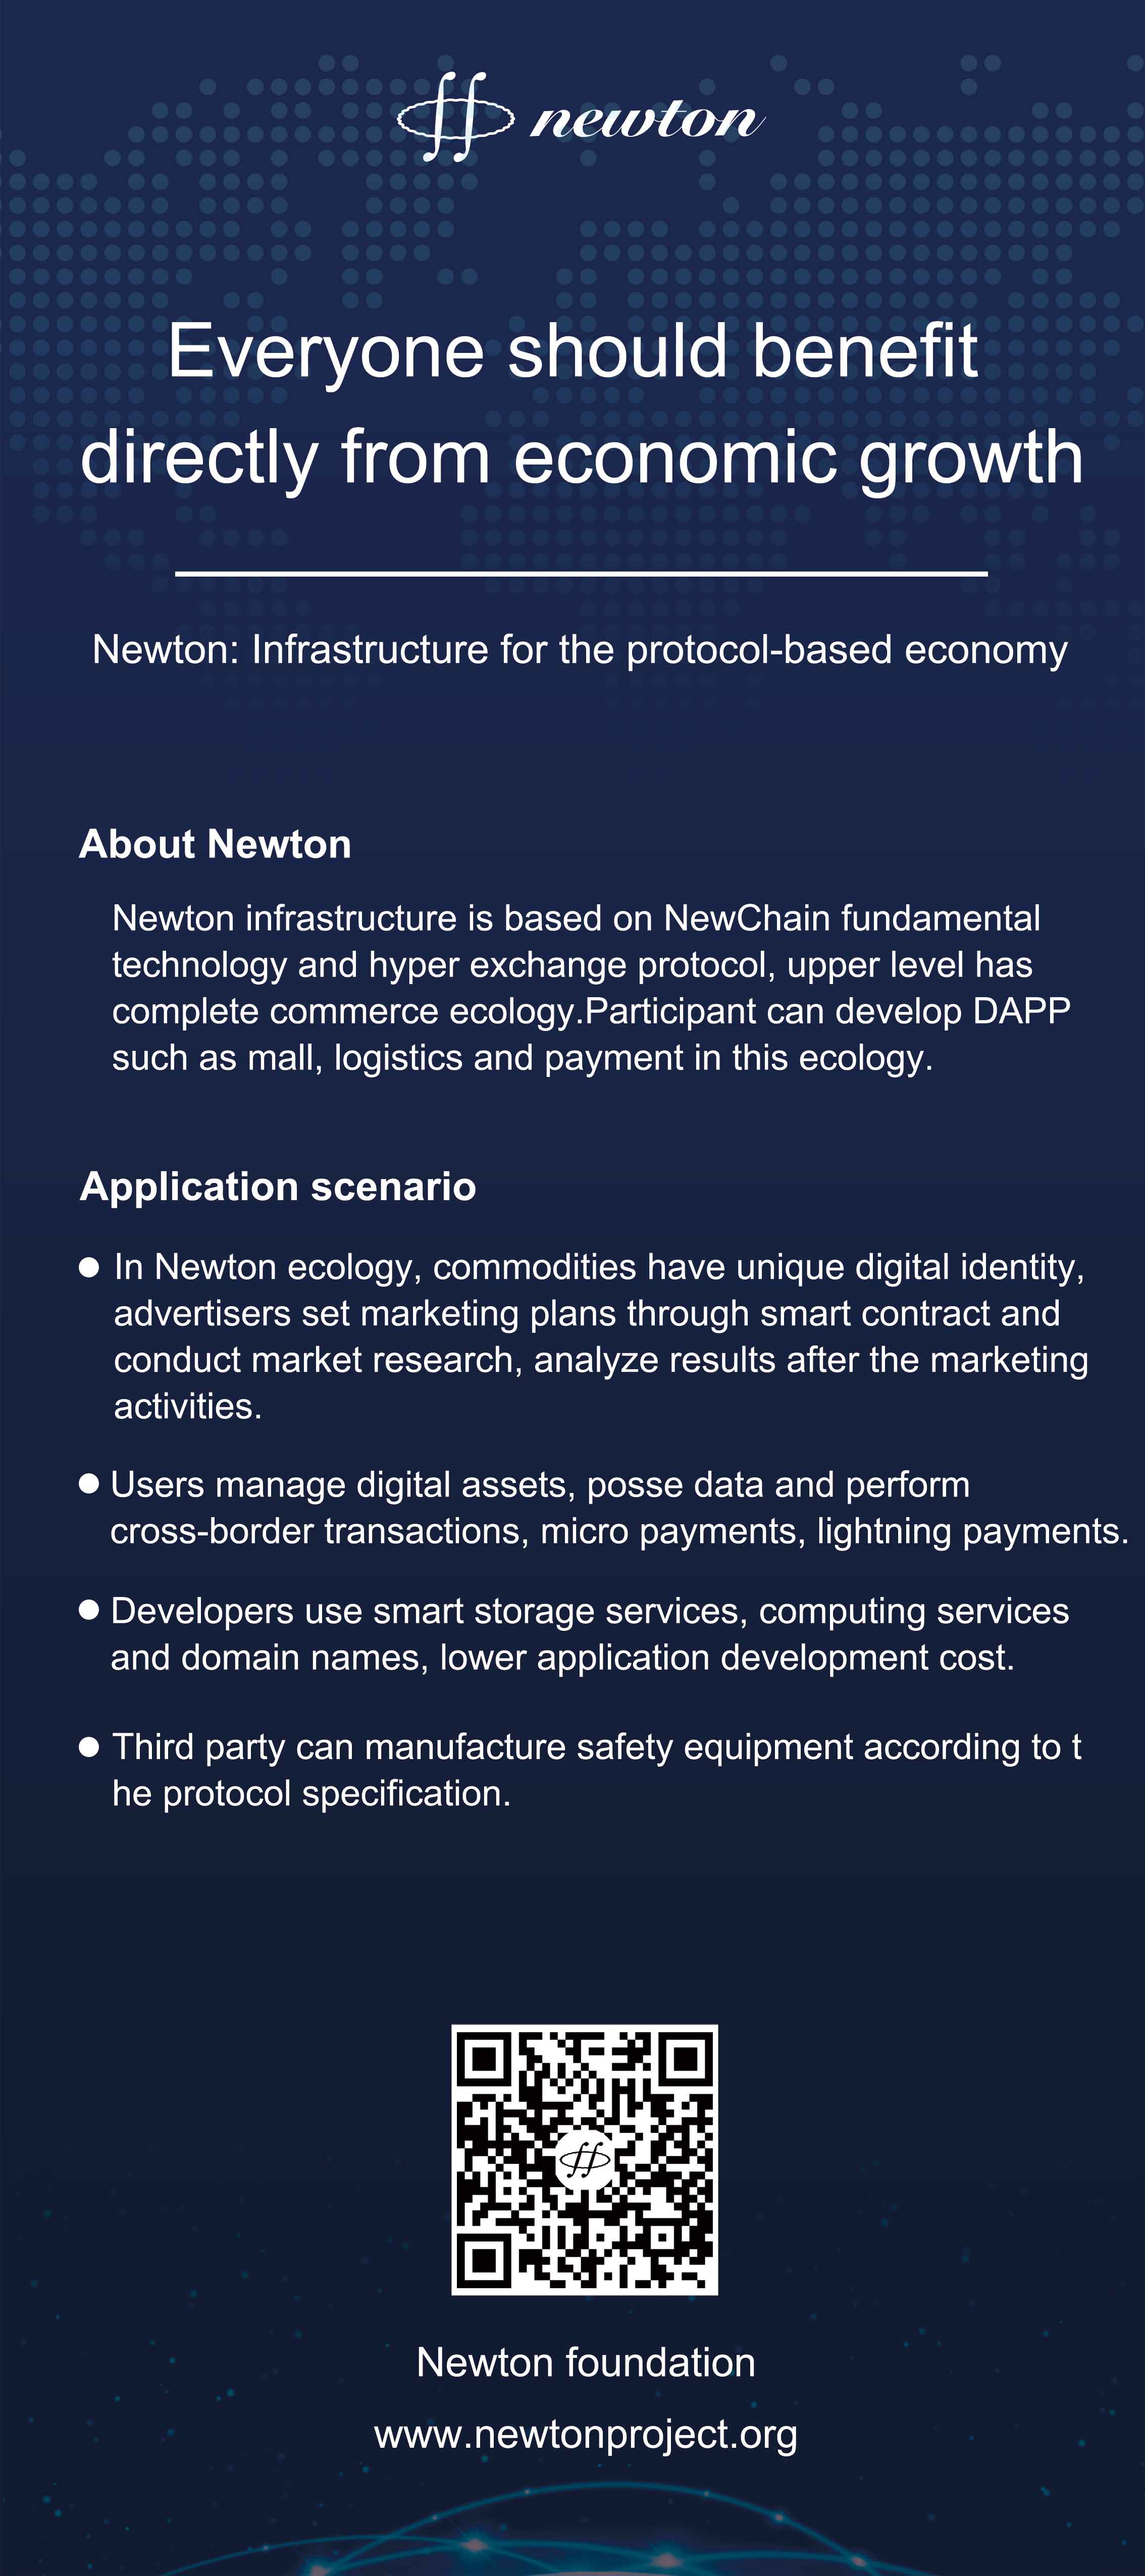 newton
Everyone should benefit
directly from economic growth
Newton: Infrastructure for the protocol-based economy
About Newton
Newton infrastructure is based on NewChain fundamental
technology and hyper exchange protocol, upper level has
complete commerce ecology.Participant can develop DAPP
such as mall, logistics and payment in this ecology.
Application scenario
● In Newton ecology, commodities have unique digital identity,
advertisers set marketing plans through smart contract and
conduct market research, analyze results after the marketing
activities.
● Users manage digital assets, posse data and perform
cross-border transactions, micro payments, lightning payments.
● Developers use smart storage services, computing services
and domain names, lower application development cost.
● Third party can manufacture safety equipment according to t
he protocol specification.
Newton foundation
www.newtonproject.org